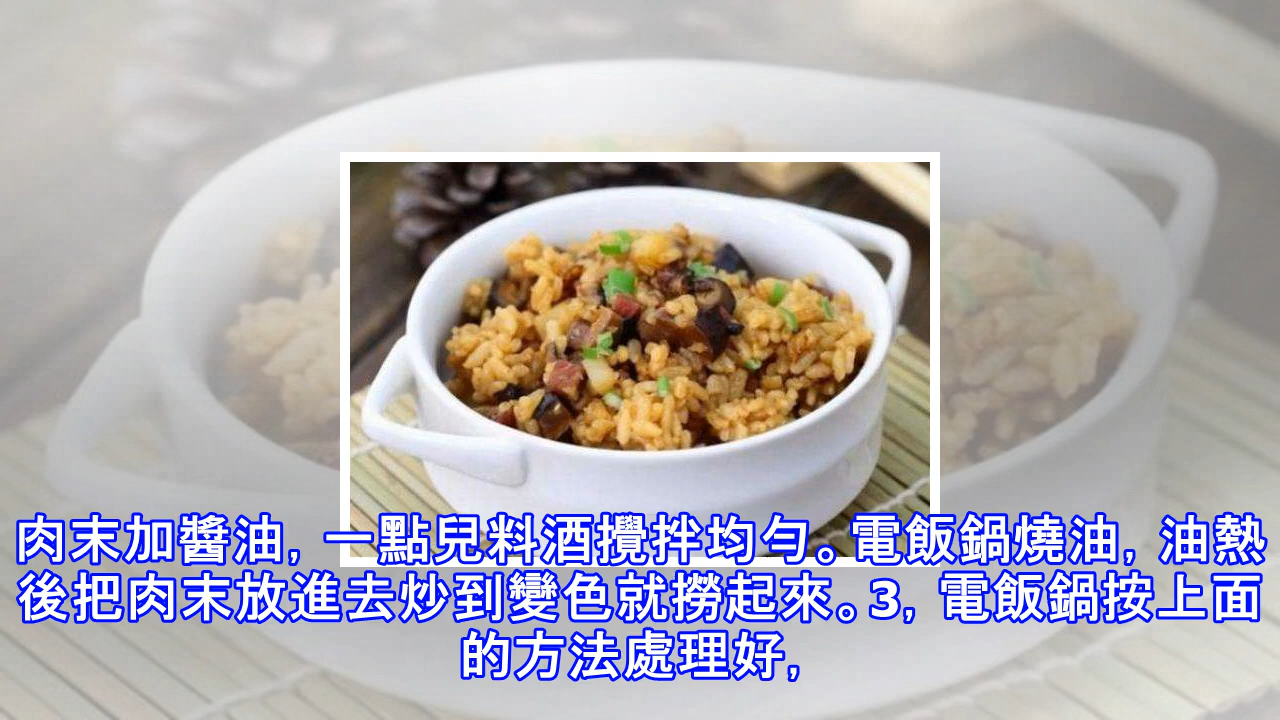 肉末加醬油, 一點兒料酒攪拌均勻。電飯鍋燒油, 油熱
後把肉末放進去炒到變色就撈起來。3, 電飯鍋按上面
的方法處理好,